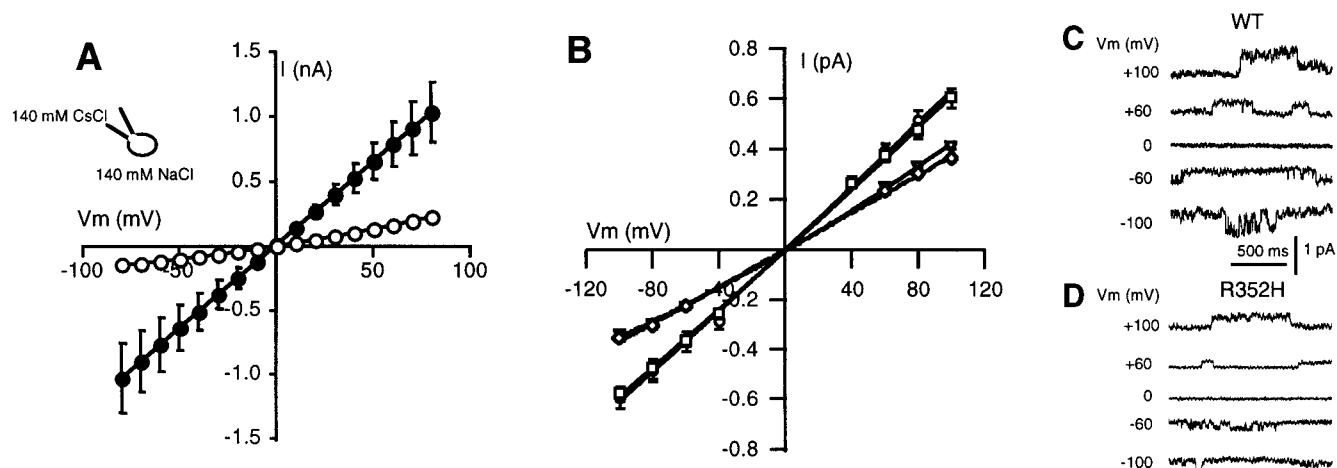 A
I (nA)
1.5
1.0
0.5
-0.5
-1.0
-1.5
140 mM CsCl
140 mM NaCl
Vm (mV)
-100
-50
50
100
B
I (pA)
0.8
0.6
0.4
0.2
-0.2
-0.4
-0.6
-0.8
Vm (mV)
-120
-80
-40
40
80
120
C
WT
Vm (mV)
+100
+60
0
-60
-100
500 ms
1 pA
D
R352H
Vm (mV)
+100
+60
0
-60
-100